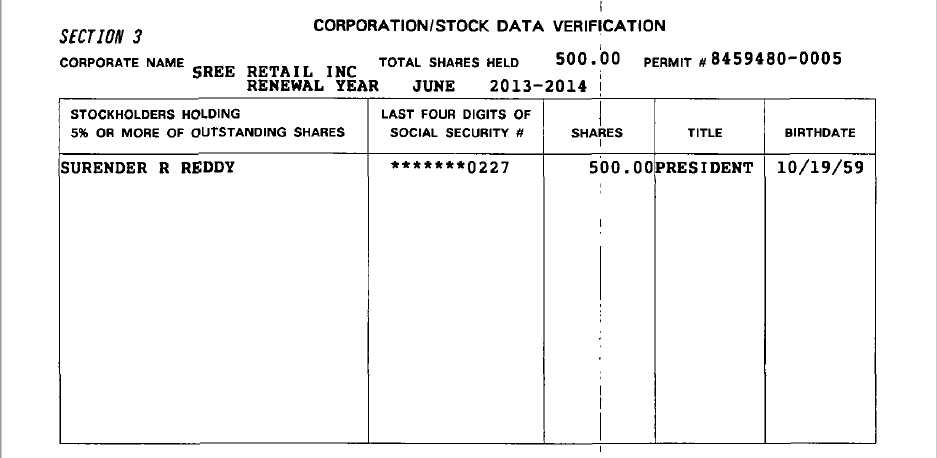 CORPORATION/STOCK DATA VERIFICATION
SECTION 3
CORPORATE NAME SREE RETAIL INC TOTAL SHARES HELD 500.00 PERMIT # 8459480-0005
RENEWAL YEAR JUNE 2013-2014
STOCKHOLDERS HOLDING
5% OR MORE OF OUTSTANDING SHARES
LAST FOUR DIGITS OF
SOCIAL SECURITY #
SHARES
TITLE
BIRTHDATE
SURENDER R REDDY *******0227 500.00 PRESIDENT 10/19/59